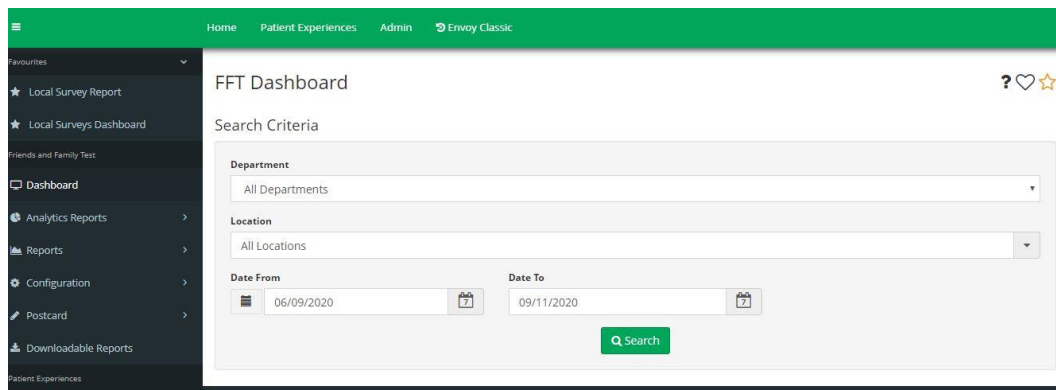 Home Patient Experiences Admin Envoy Classic
Favourites
Local Survey Report
Local Surveys Dashboard
Friends and Family Test
Dashboard
Analytics Reports
Reports
Configuration
Postcard
Downloadable Reports
Patient Experiences
FFT Dashboard
?
Search Criteria
Department
All Departments
Location
All Locations
Date From Date To
06/09/2020 7 09/11/2020 7
Search